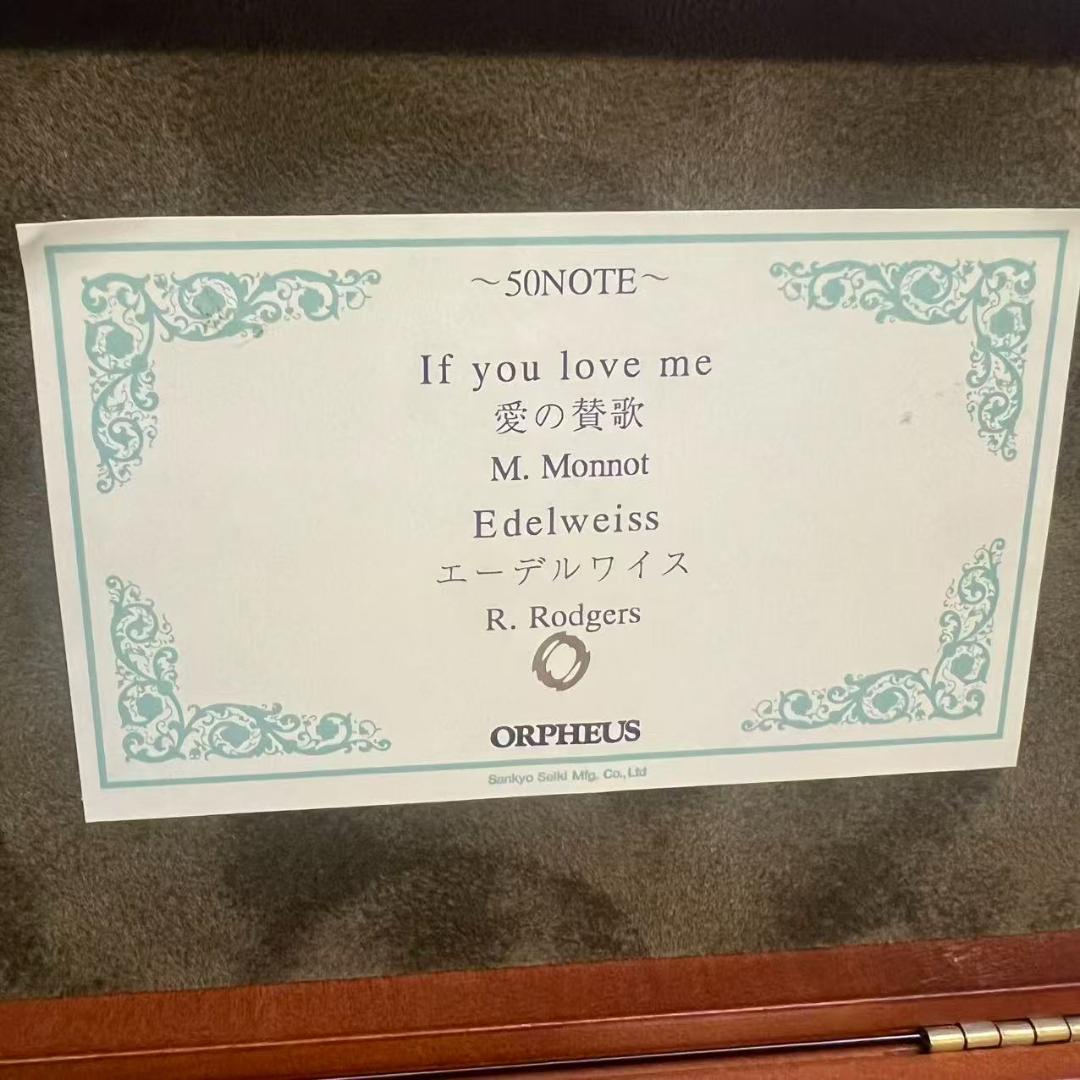 ～50NOTE～
If you love me
愛の賛歌
M. Monnot
Edelweiss
エーデルワイス
R. Rodgers
ORPHEUS
Sankyo Seiki Mfg. Co., Ltd